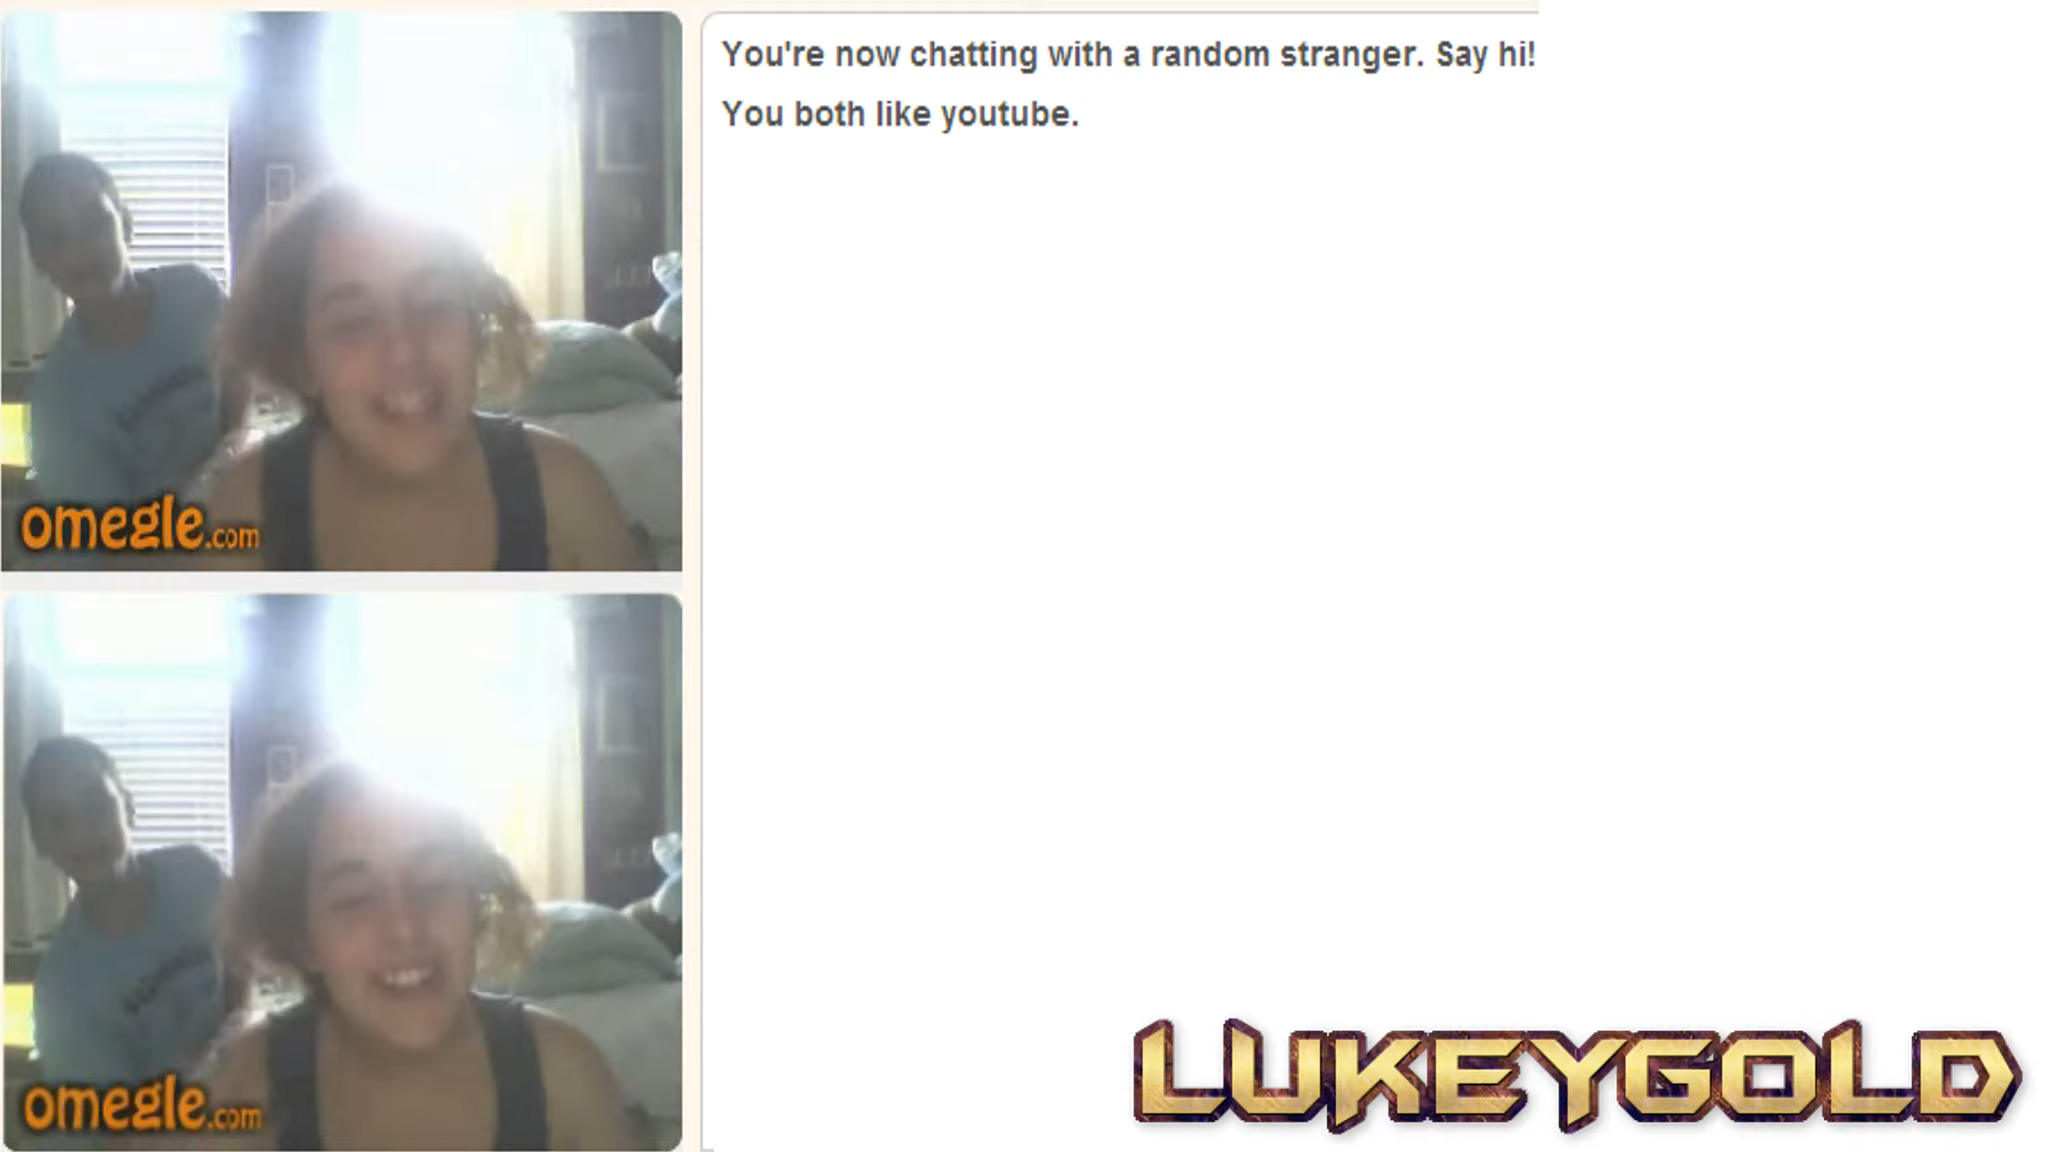 You're now chatting with a random stranger. Say hi!
You both like youtube.
omegle.com
omegle.com
LUKEYGOLD